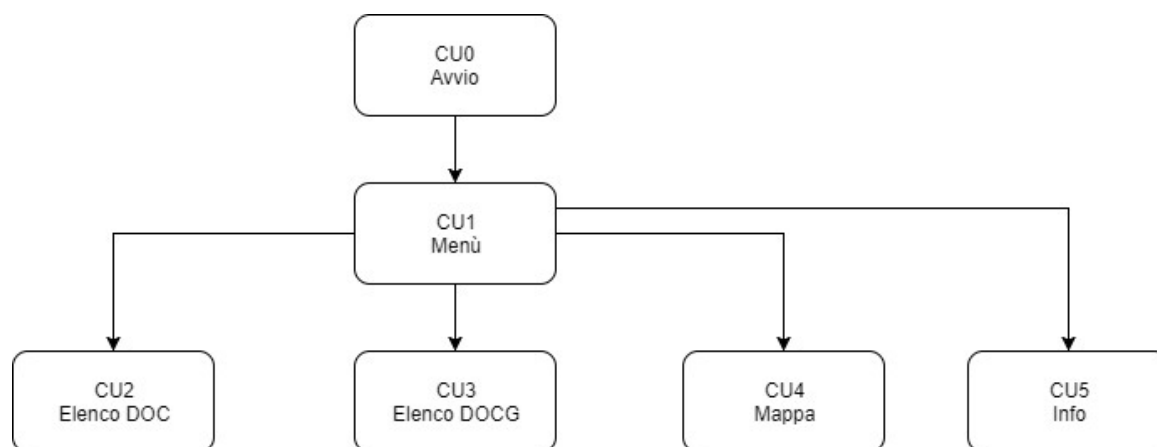 CU0
Avvio
CU1
Menù
CU2
Elenco DOC
CU3
Elenco DOCG
CU4
Mappa
CU5
Info